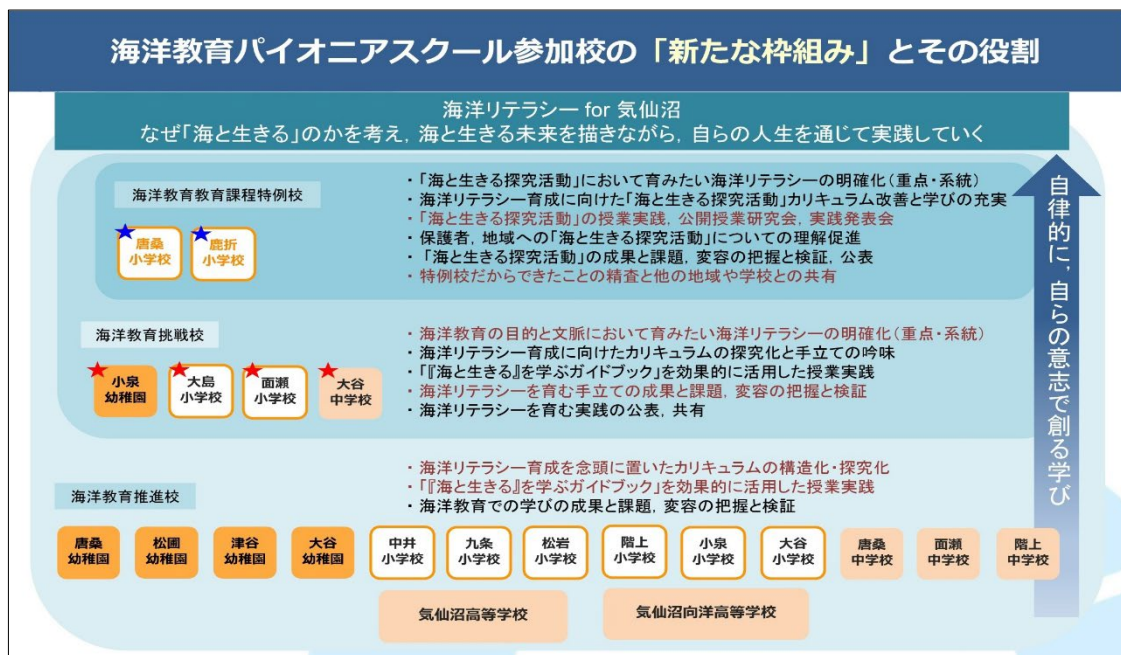 海洋教育パイオニアスクール参加校の「新たな枠組み」とその役割
海洋リテラシー for 気仙沼
なぜ「海と生きる」のかを考え，海と生きる未来を描きながら，自らの人生を通じて実践していく
海洋教育教育課程特例校
唐桑
小学校
鹿折
小学校
・「海と生きる探究活動」において育みたい海洋リテラシーの明確化（重点・系統）
・海洋リテラシー育成に向けた「海と生きる探究活動」カリキュラム改善と学びの充実
・「海と生きる探究活動」の授業実践，公開授業研究会，実践発表会
・保護者，地域への「海と生きる探究活動」についての理解促進
・「海と生きる探究活動」の成果と課題，変容の把握と検証，公表
・特例校だからできたことの精査と他の地域や学校との共有
海洋教育挑戦校
小泉
幼稚園
大島
小学校
面瀬
小学校
大谷
中学校
・海洋教育の目的と文脈において育みたい海洋リテラシーの明確化（重点・系統）
・海洋リテラシー育成に向けたカリキュラムの探究化と手立ての吟味
・「『海と生きる』を学ぶガイドブック」を効果的に活用した授業実践
・海洋リテラシーを育む手立ての成果と課題，変容の把握と検証
・海洋リテラシーを育む実践の公表，共有
海洋教育推進校
・海洋リテラシー育成を念頭に置いたカリキュラムの構造化・探究化
・「『海と生きる』を学ぶガイドブック」を効果的に活用した授業実践
・海洋教育での学びの成果と課題，変容の把握と検証
唐桑
幼稚園
松圃
幼稚園
津谷
幼稚園
大谷
幼稚園
中井
小学校
九条
小学校
松岩
小学校
階上
小学校
小泉
小学校
大谷
小学校
唐桑
中学校
面瀬
中学校
階上
中学校
気仙沼高等学校
気仙沼向洋高等学校
自律的に，自らの意志で創る学び